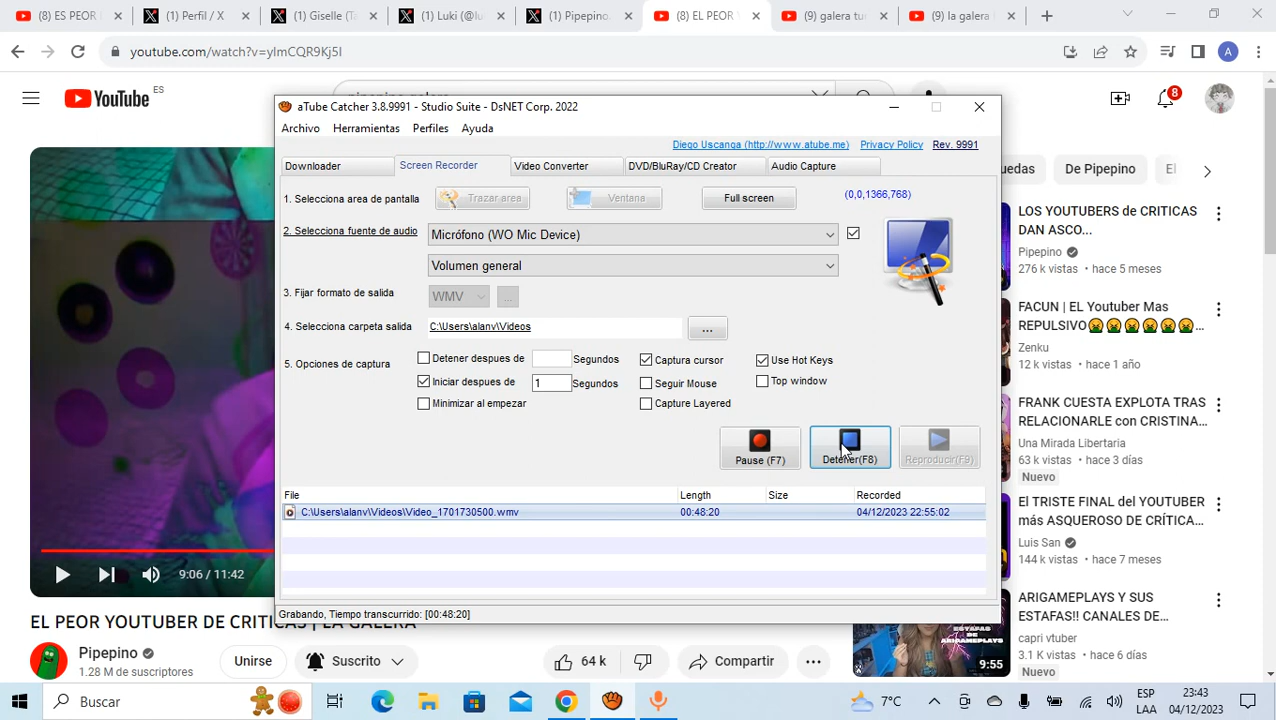 (8) ES PO
(1) Perfil / X
(1) Giselle (Ta
(1) Luki (@lu
(1) Pipepino
(8) EL PEOR
(9) galera tu
(9) la galera
youtube.com/watch?v=yImCQR9Kj5I
A
YouTube ES
8
aTube Catcher 3.8.9991 - Studio Suite - DsNET Corp. 2022
Archivo Herramientas Perfiles Ayuda
Diego Uscanga (http://www.atube.me) Privacy Policy Rev. 9991
Downloader Screen Recorder Video Converter DVD/BluRay/CD Creator Audio Capture
1. Selecciona area de pantalla Trazar area Ventana Full screen (0,0,1366,768)
2. Selecciona fuente de audio Micrófono (WO Mic Device)
Volumen general
3. Fijar formato de salida WMV ...
4. Selecciona carpeta salida C:\Users\alanv\Videos ...
5. Opciones de captura Detener despues de Segundos Captura cursor Use Hot Keys
Iniciar despues de 1 Segundos Seguir Mouse Top window
Minimizar al empezar Capture Layered
Pause (F7) Detener(F8) Reproducir(F9)
File Length Size Recorded
C:\Users\alanv\Videos\Video_1701730500.wmv 00:48:20 04/12/2023 22:55:02
Grabando, Tiempo transcurrido: [00:48:20]
9:06 / 11:42
EL PEOR YOUTUBER DE CRITICAS | LA GALERA
Pipepino
1.28 M de suscriptores
Unirse
Suscrito
64 k
Compartir
uedas De Pipepino El
LOS YOUTUBERS de CRITICAS
DAN ASCO...
Pipepino
276 k vistas • hace 5 meses
FACUN | EL Youtuber Mas
REPULSIVO🤮🤮🤮🤮🤮...
Zenku
12 k vistas • hace 1 año
FRANK CUESTA EXPLOTA TRAS
RELACIONARLE con CRISTINA...
Una Mirada Libertaria
63 k vistas • hace 3 días
Nuevo
El TRISTE FINAL del YOUTUBER
más ASQUEROSO DE CRÍTICA...
Luis San
144 k vistas • hace 7 meses
ARIGAMEPLAYS Y SUS
ESTAFAS!! CANALES DE...
capri vtuber
3.1 K vistas • hace 6 días
Nuevo
ESTAFAS DE
ARIGAMEPLAYS
9:55
Buscar
7°C
ESP
LAA
23:43
04/12/2023